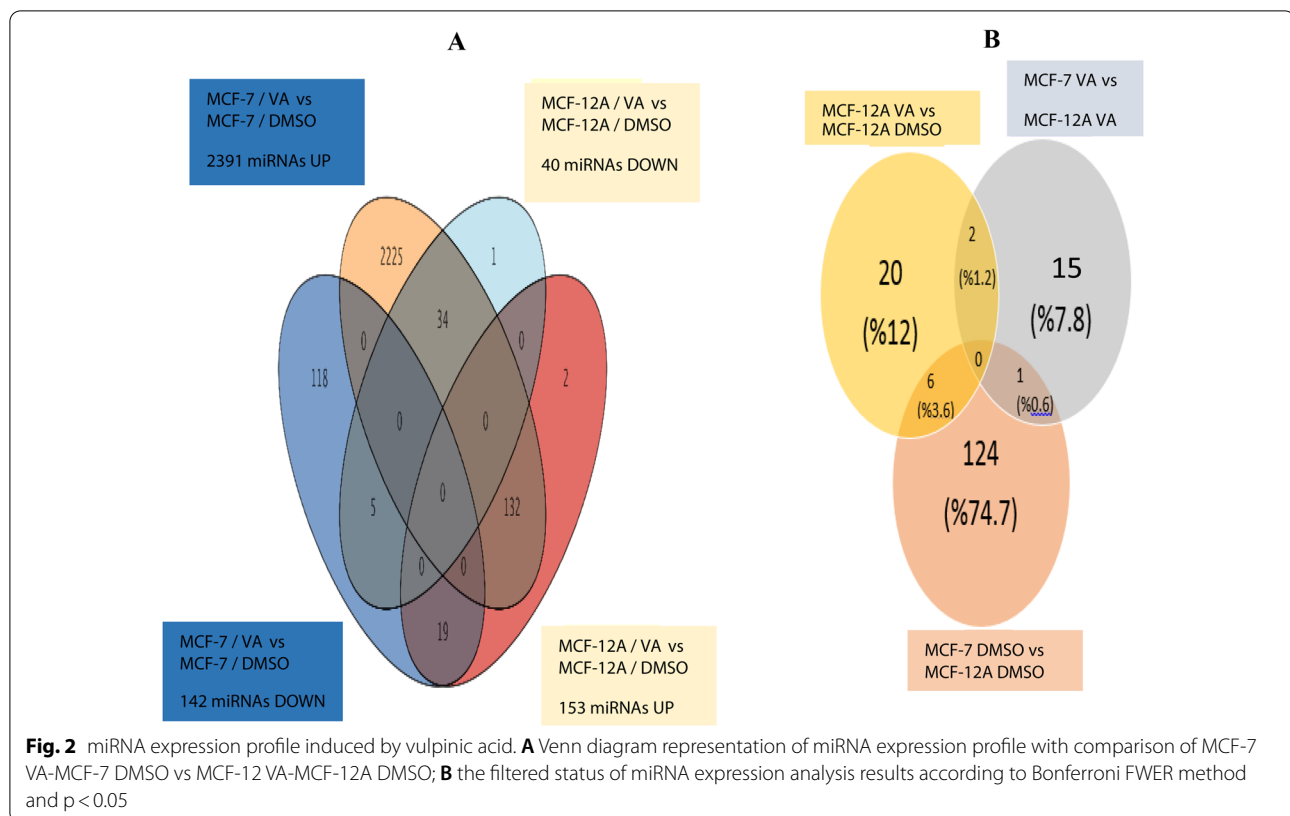 A
MCF-7 / VA vs
MCF-7 / DMSO
2391 miRNAs UP
MCF-12A / VA vs
MCF-12A / DMSO
40 miRNAs DOWN
2225
1
34
0
0
118
2
0
0
0
5
132
0
0
19
MCF-7 / VA vs
MCF-7 / DMSO
142 miRNAs DOWN
MCF-12A / VA vs
MCF-12A / DMSO
153 miRNAs UP
B
MCF-12A VA vs
MCF-12A DMSO
MCF-7 VA vs
MCF-12A VA
2
(%1.2)
20
(%12)
15
(%7.8)
0
6
(%3.6)
1
(%0.6)
124
(%74.7)
MCF-7 DMSO vs
MCF-12A DMSO
Fig. 2 miRNA expression profile induced by vulpinic acid. A Venn diagram representation of miRNA expression profile with comparison of MCF-7
VA-MCF-7 DMSO vs MCF-12 VA-MCF-12A DMSO; B the filtered status of miRNA expression analysis results according to Bonferroni FWER method
and p < 0.05